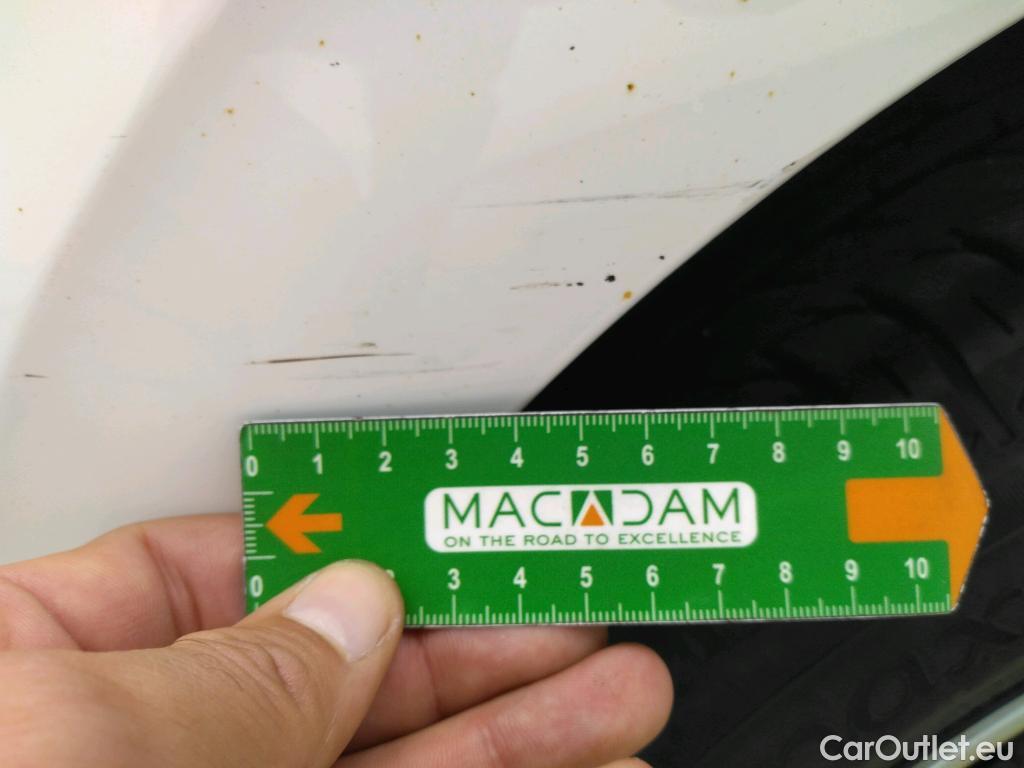 0 1 2 3 4 5 6 7 8 9 10
MACADAM
ON THE ROAD TO EXCELLENCE
0 3 4 5 6 7 8 9 10
CarOutlet.eu